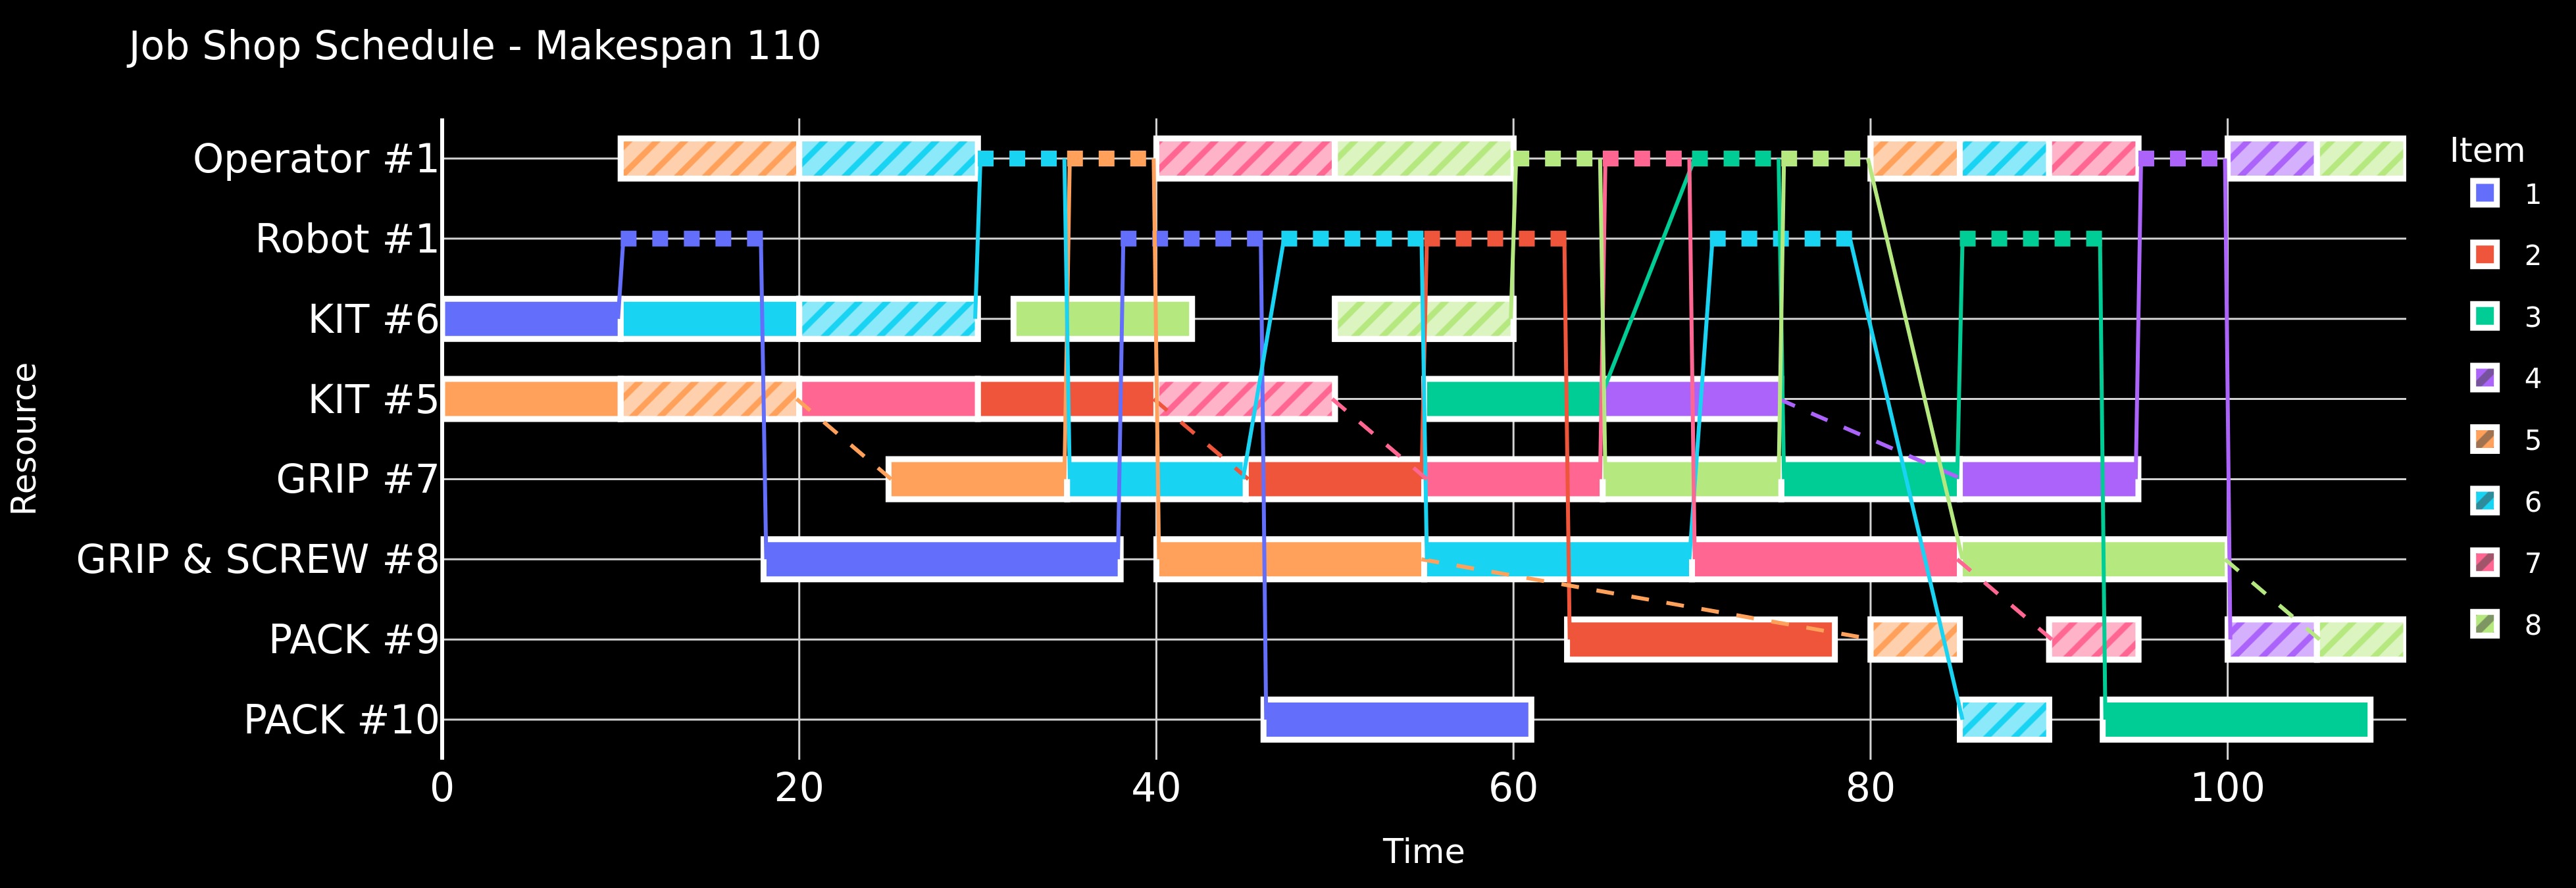 Job Shop Schedule - Makespan 110
Operator #1
Robot #1
KIT #6
KIT #5
GRIP #7
GRIP & SCREW #8
PACK #9
PACK #10
Resource
0 20 40 60 80 100
Time
Item
1
2
3
4
5
6
7
8